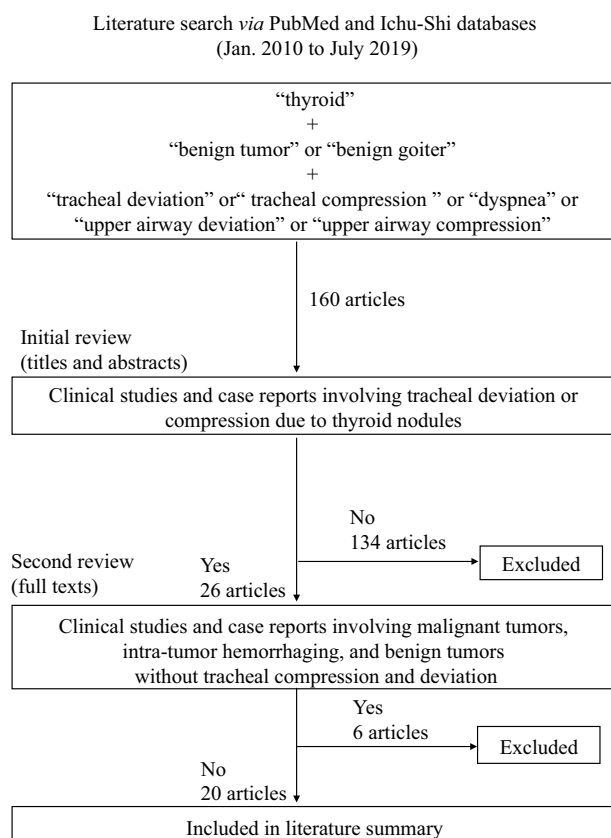 Literature search via PubMed and Ichu-Shi databases
(Jan. 2010 to July 2019)
“thyroid”
+
“benign tumor” or “benign goiter”
+
“tracheal deviation” or“ tracheal compression ” or “dyspnea” or
“upper airway deviation” or “upper airway compression”
160 articles
Initial review
(titles and abstracts)
Clinical studies and case reports involving tracheal deviation or
compression due to thyroid nodules
No
134 articles
Excluded
Second review
(full texts)
Yes
26 articles
Clinical studies and case reports involving malignant tumors,
intra-tumor hemorrhaging, and benign tumors
without tracheal compression and deviation
Yes
6 articles
Excluded
No
20 articles
Included in literature summary